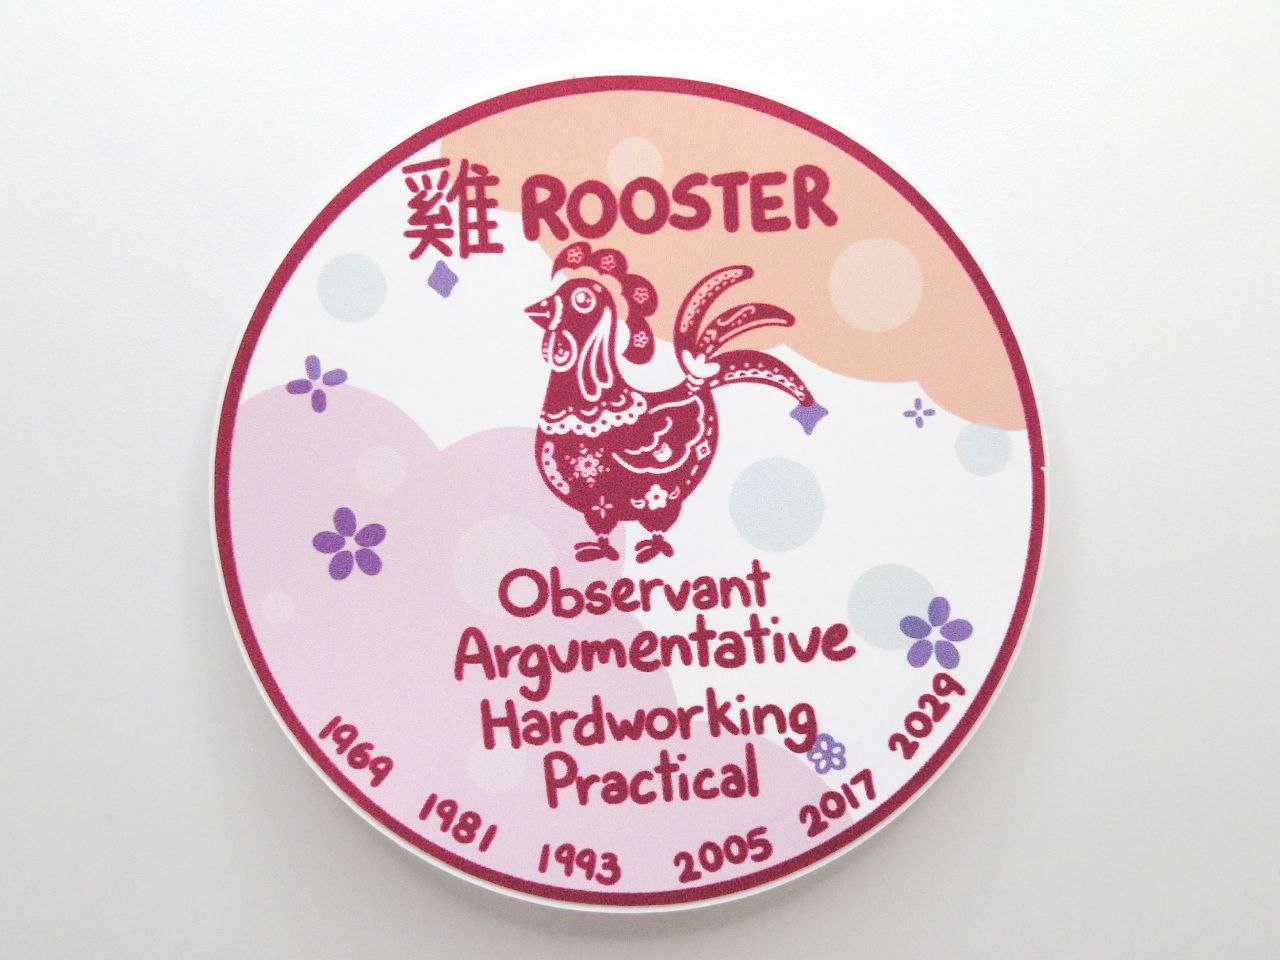 雞 ROOSTER
Observant
Argumentative
Hardworking
Practical
1969 1981 1993 2005 2017 2029